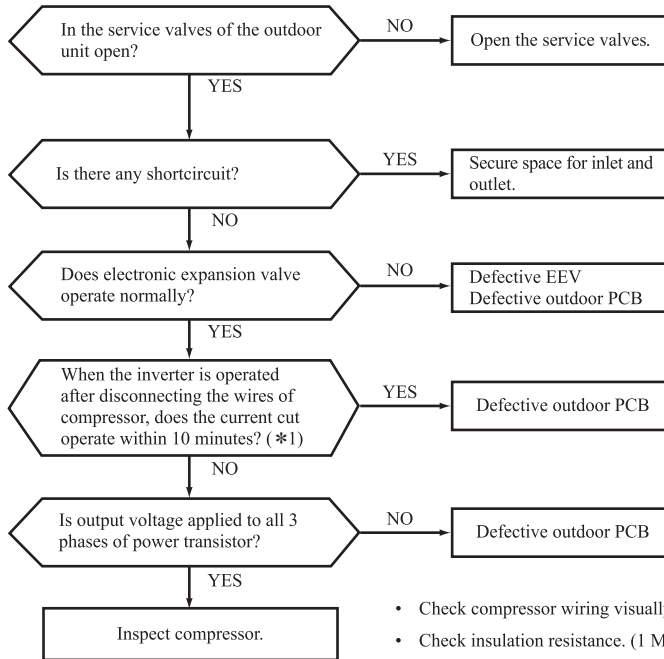 In the service valves of the outdoor
unit open?
NO
Open the service valves.
YES
Is there any shortcircuit?
YES
Secure space for inlet and
outlet.
NO
Does electronic expansion valve
operate normally?
NO
Defective EEV
Defective outdoor PCB
YES
When the inverter is operated
after disconnecting the wires of
compressor, does the current cut
operate within 10 minutes? (*1)
YES
Defective outdoor PCB
NO
Is output voltage applied to all 3
phases of power transistor?
NO
Defective outdoor PCB
YES
Inspect compressor.
• Check compressor wiring visually
• Check insulation resistance. (1 M